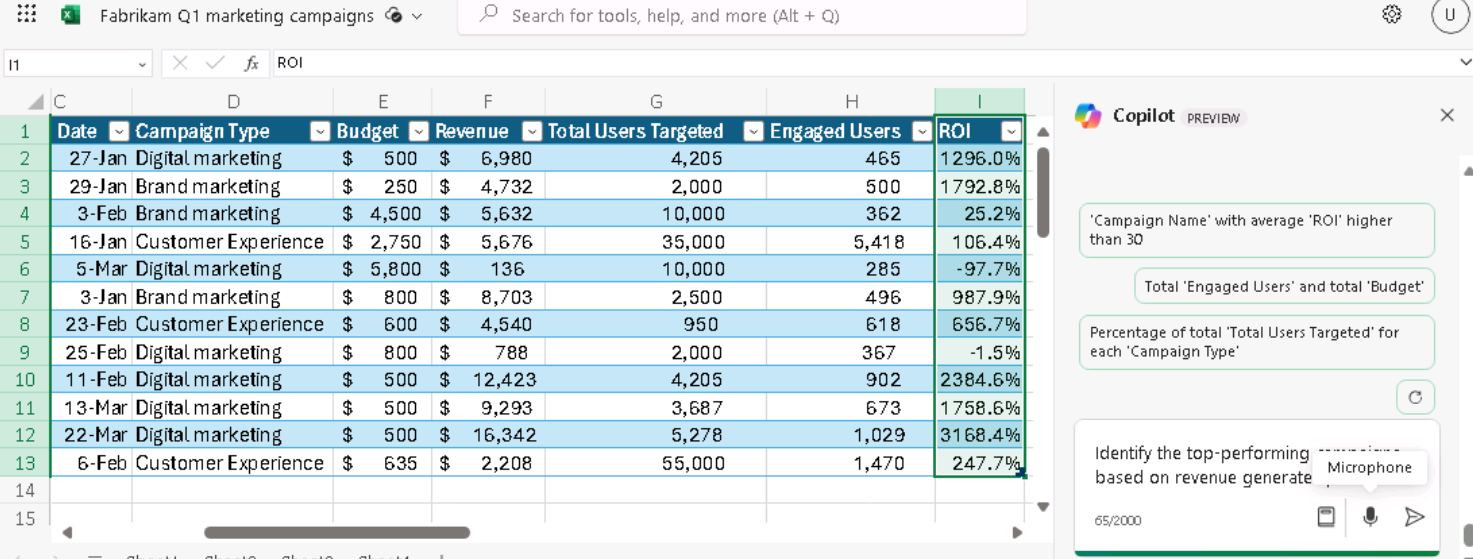 Fabrikam Q1 marketing campaigns
Search for tools, help, and more (Alt + Q)
U
I1
fx
ROI
C D E F G H I
1 Date Campaign Type Budget Revenue Total Users Targeted Engaged Users ROI
2 27-Jan Digital marketing $ 500 $ 6,980 4,205 465 1296.0%
3 29-Jan Brand marketing $ 250 $ 4,732 2,000 500 1792.8%
4 3-Feb Brand marketing $ 4,500 $ 5,632 10,000 362 25.2%
5 16-Jan Customer Experience $ 2,750 $ 5,676 35,000 5,418 106.4%
6 5-Mar Digital marketing $ 5,800 $ 136 10,000 285 -97.7%
7 3-Jan Brand marketing $ 800 $ 8,703 2,500 496 987.9%
8 23-Feb Customer Experience $ 600 $ 4,540 950 618 656.7%
9 25-Feb Digital marketing $ 800 $ 788 2,000 367 -1.5%
10 11-Feb Digital marketing $ 500 $ 12,423 4,205 902 2384.6%
11 13-Mar Digital marketing $ 500 $ 9,293 3,687 673 1758.6%
12 22-Mar Digital marketing $ 500 $ 16,342 5,278 1,029 3168.4%
13 6-Feb Customer Experience $ 635 $ 2,208 55,000 1,470 247.7%
14
15
Copilot PREVIEW
'Campaign Name' with average 'ROI' higher
than 30
Total 'Engaged Users' and total 'Budget'
Percentage of total 'Total Users Targeted' for
each 'Campaign Type'
Identify the top-performing
based on revenue generate
Microphone
65/2000